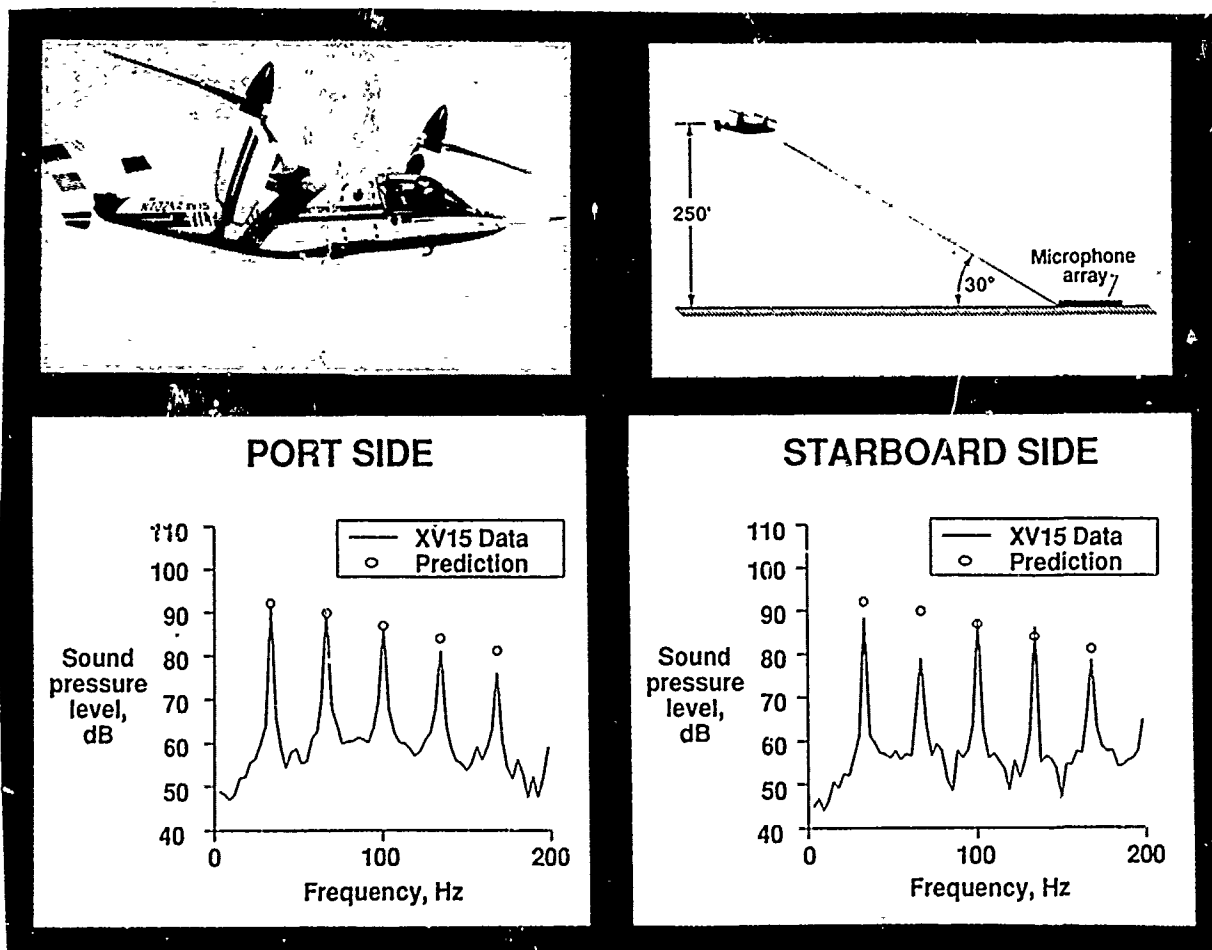 250'
30°
Microphone
array
PORT SIDE
110
100
90
80
70
60
50
40
Sound
pressure
level,
dB
XV15 Data
Prediction
0
100
200
Frequency, Hz
STARBOARD SIDE
110
100
90
80
70
60
50
40
Sound
pressure
level,
dB
XV15 Data
Prediction
0
100
200
Frequency, Hz